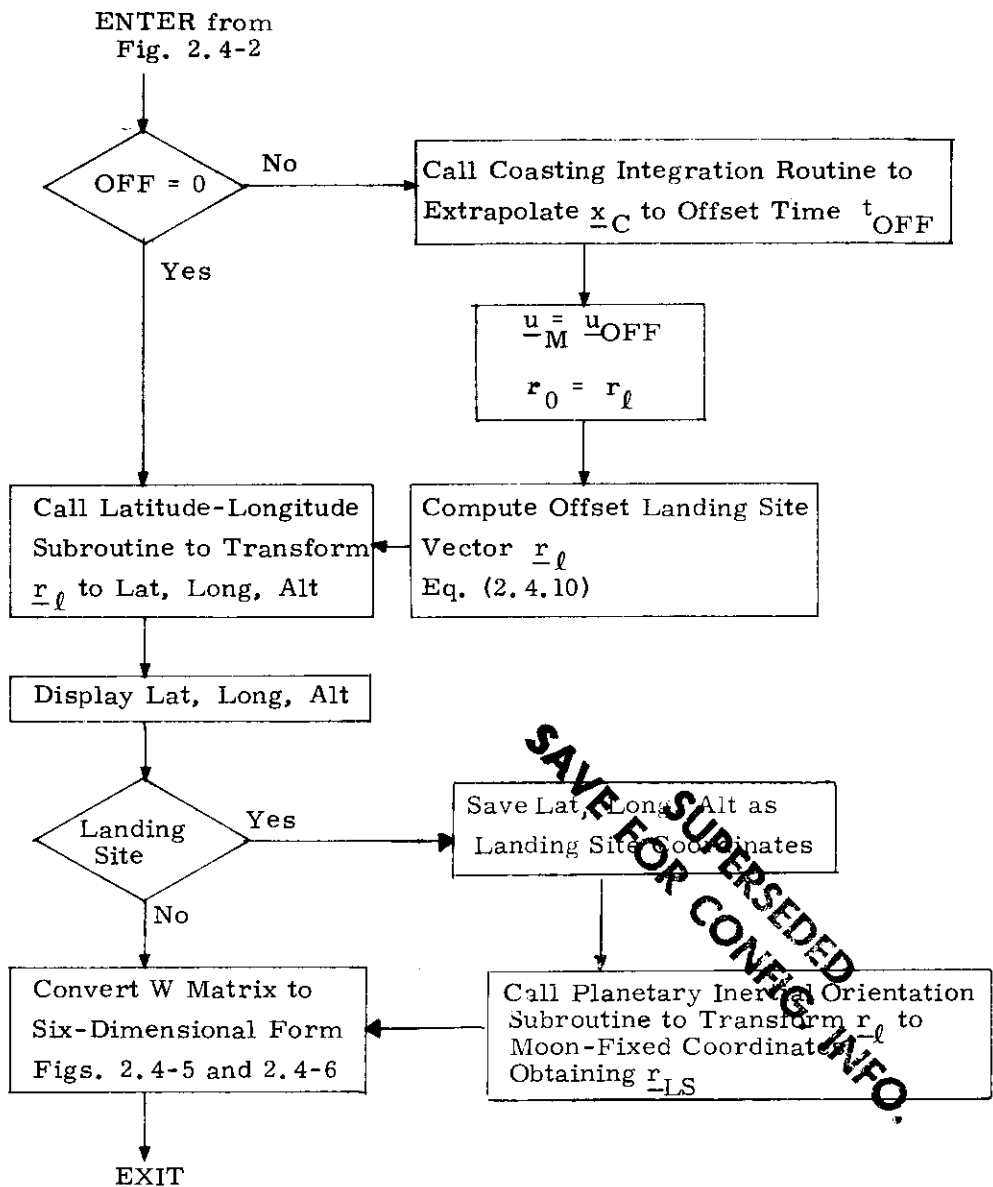 ENTER from
Fig. 2.4-2
OFF = 0
No
Yes
Call Coasting Integration Routine to
Extrapolate x_C to Offset Time t_OFF
u_M = u_OFF
r_0 = r_ℓ
Compute Offset Landing Site
Vector r_ℓ
Eq. (2.4.10)
Call Latitude-Longitude
Subroutine to Transform
r_ℓ to Lat, Long, Alt
Display Lat, Long, Alt
Landing
Site
Yes
No
Save Lat, Long, Alt as
Landing Site Coordinates
Call Planetary Inertial Orientation
Subroutine to Transform r_ℓ to
Moon-Fixed Coordinates
Obtaining r_LS
Convert W Matrix to
Six-Dimensional Form
Figs. 2.4-5 and 2.4-6
EXIT
SUPERSEDED
SAVE FOR CONFIG. INFO.